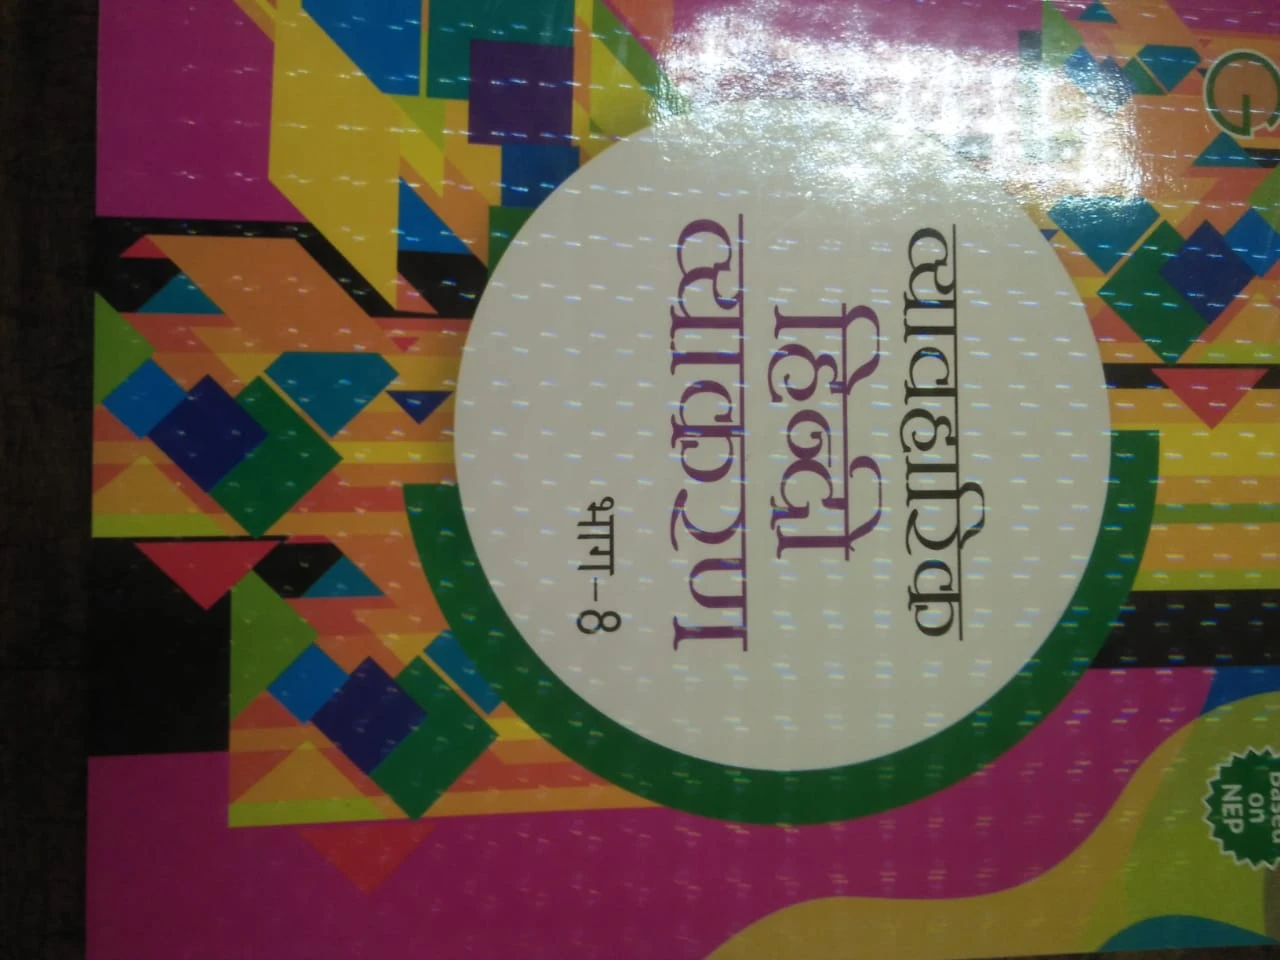 G
व्यावहारिक
हिन्दी
व्याकरण
भाग-8
Based
on
NEP